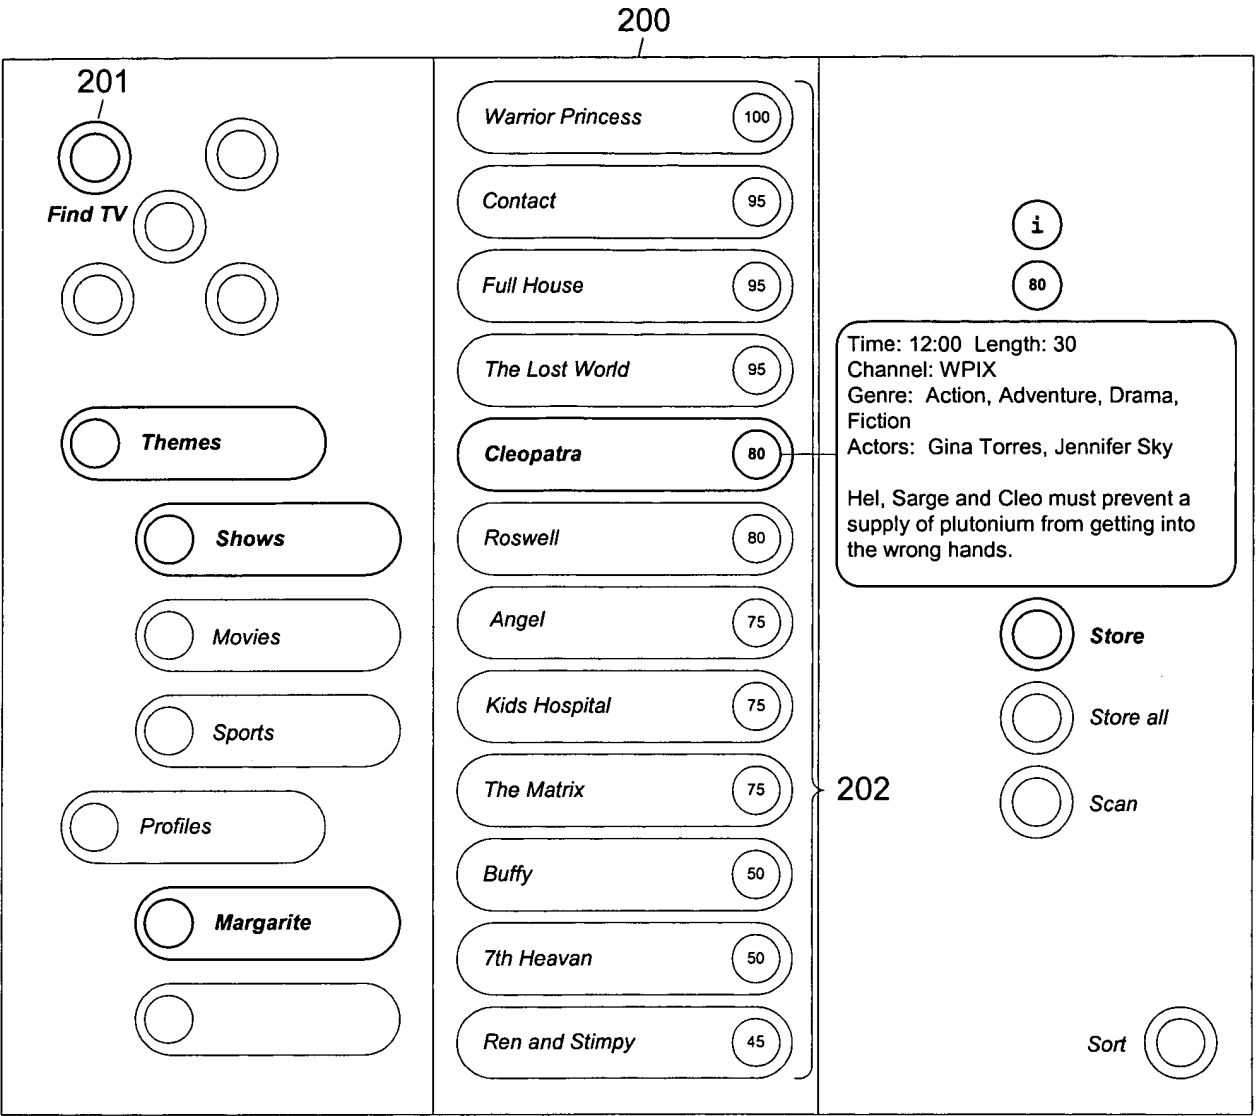 200
201
Find TV
Themes
Shows
Movies
Sports
Profiles
Margarite
Warrior Princess 100
Contact 95
Full House 95
The Lost World 95
Cleopatra 80
Roswell 80
Angel 75
Kids Hospital 75
The Matrix 75
Buffy 50
7th Heavan 50
Ren and Stimpy 45
202
i
80
Time: 12:00 Length: 30
Channel: WPIX
Genre: Action, Adventure, Drama,
Fiction
Actors: Gina Torres, Jennifer Sky
Hel, Sarge and Cleo must prevent a
supply of plutonium from getting into
the wrong hands.
Store
Store all
Scan
Sort